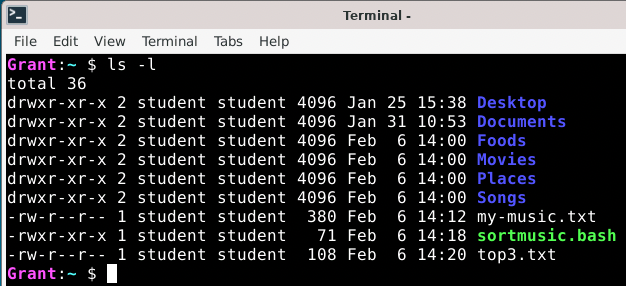 Terminal -
File Edit View Terminal Tabs Help
Grant:~ $ ls -l
total 36
drwxr-xr-x 2 student student 4096 Jan 25 15:38 Desktop
drwxr-xr-x 2 student student 4096 Jan 31 10:53 Documents
drwxr-xr-x 2 student student 4096 Feb  6 14:00 Foods
drwxr-xr-x 2 student student 4096 Feb  6 14:00 Movies
drwxr-xr-x 2 student student 4096 Feb  6 14:00 Places
drwxr-xr-x 2 student student 4096 Feb  6 14:00 Songs
-rw-r--r-- 1 student student  380 Feb  6 14:12 my-music.txt
-rwxr-xr-x 1 student student   71 Feb  6 14:18 sortmusic.bash
-rw-r--r-- 1 student student  108 Feb  6 14:20 top3.txt
Grant:~ $